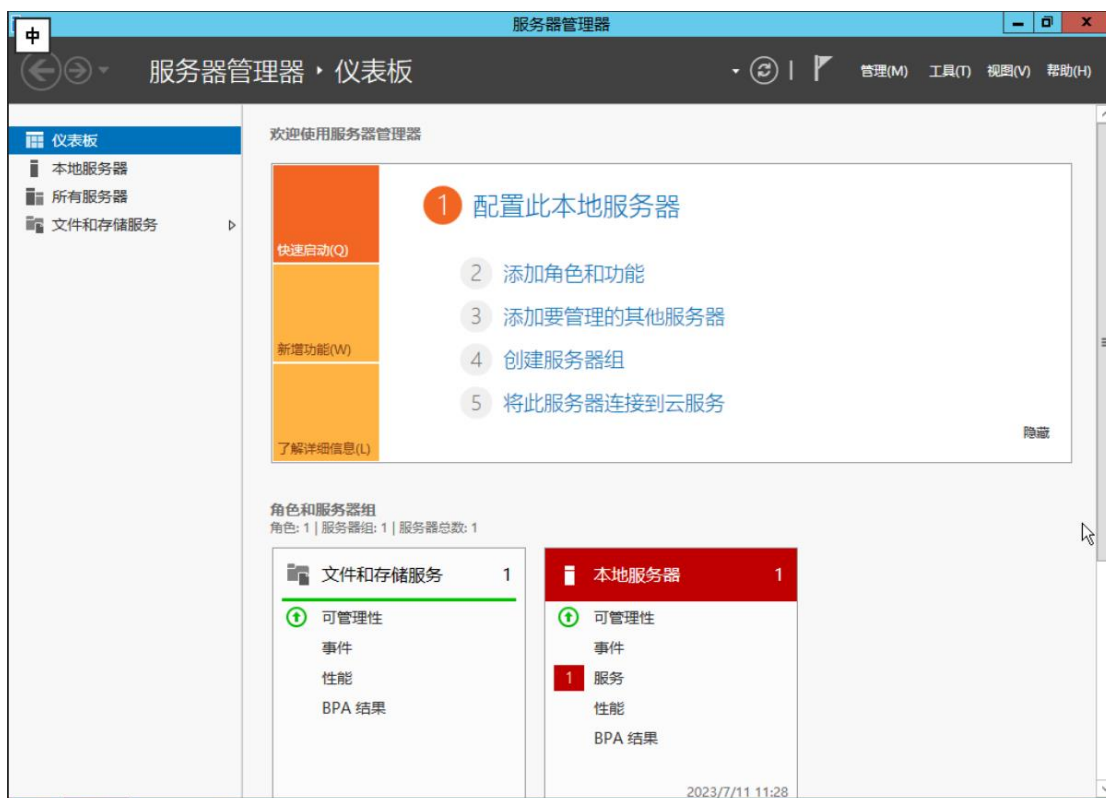 服务器管理器
中
服务器管理器 · 仪表板
管理(M) 工具(T) 视图(V) 帮助(H)
仪表板
本地服务器
所有服务器
文件和存储服务
欢迎使用服务器管理器
快速启动(Q)
新增功能(W)
了解详细信息(L)
1 配置此本地服务器
2 添加角色和功能
3 添加要管理的其他服务器
4 创建服务器组
5 将此服务器连接到云服务
隐藏
角色和服务器组
角色: 1 | 服务器组: 1 | 服务器总数: 1
文件和存储服务 1
可管理性
事件
性能
BPA 结果
本地服务器 1
可管理性
事件
1 服务
性能
BPA 结果
2023/7/11 11:28